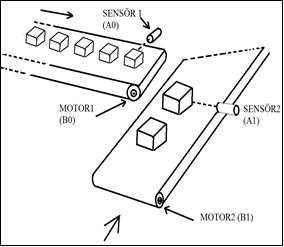 SENSÖR 1
(A0)
MOTOR1
(B0)
SENSÖR2
(A1)
MOTOR2 (B1)